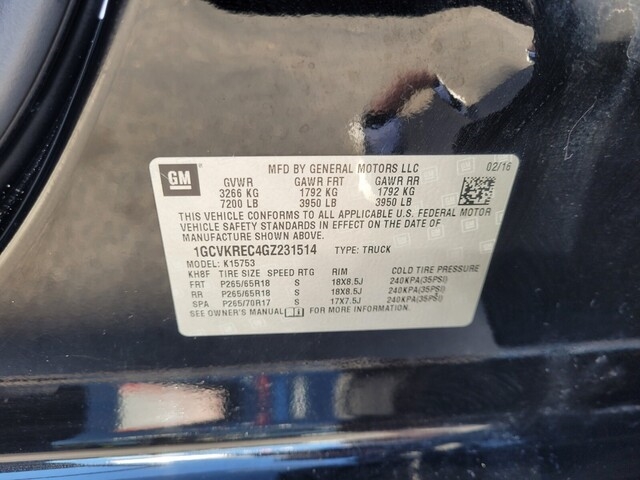 GM
MFD BY GENERAL MOTORS LLC 02/16
GVWR GAWR FRT GAWR RR
3266 KG 1792 KG 1792 KG
7200 LB 3950 LB 3950 LB
THIS VEHICLE CONFORMS TO ALL APPLICABLE U.S. FEDERAL MOTOR
VEHICLE SAFETY STANDARDS IN EFFECT ON THE DATE OF
MANUFACTURE SHOWN ABOVE.
1GCVKREC4GZ231514 TYPE: TRUCK
MODEL: K15753
KH8F TIRE SIZE SPEED RTG RIM COLD TIRE PRESSURE
FRT P265/65R18 S 18X8.5J 240KPA(35PSI)
RR P265/65R18 S 18X8.5J 240KPA(35PSI)
SPA P265/70R17 S 17X7.5J 240KPA(35PSI)
SEE OWNER'S MANUAL FOR MORE INFORMATION.